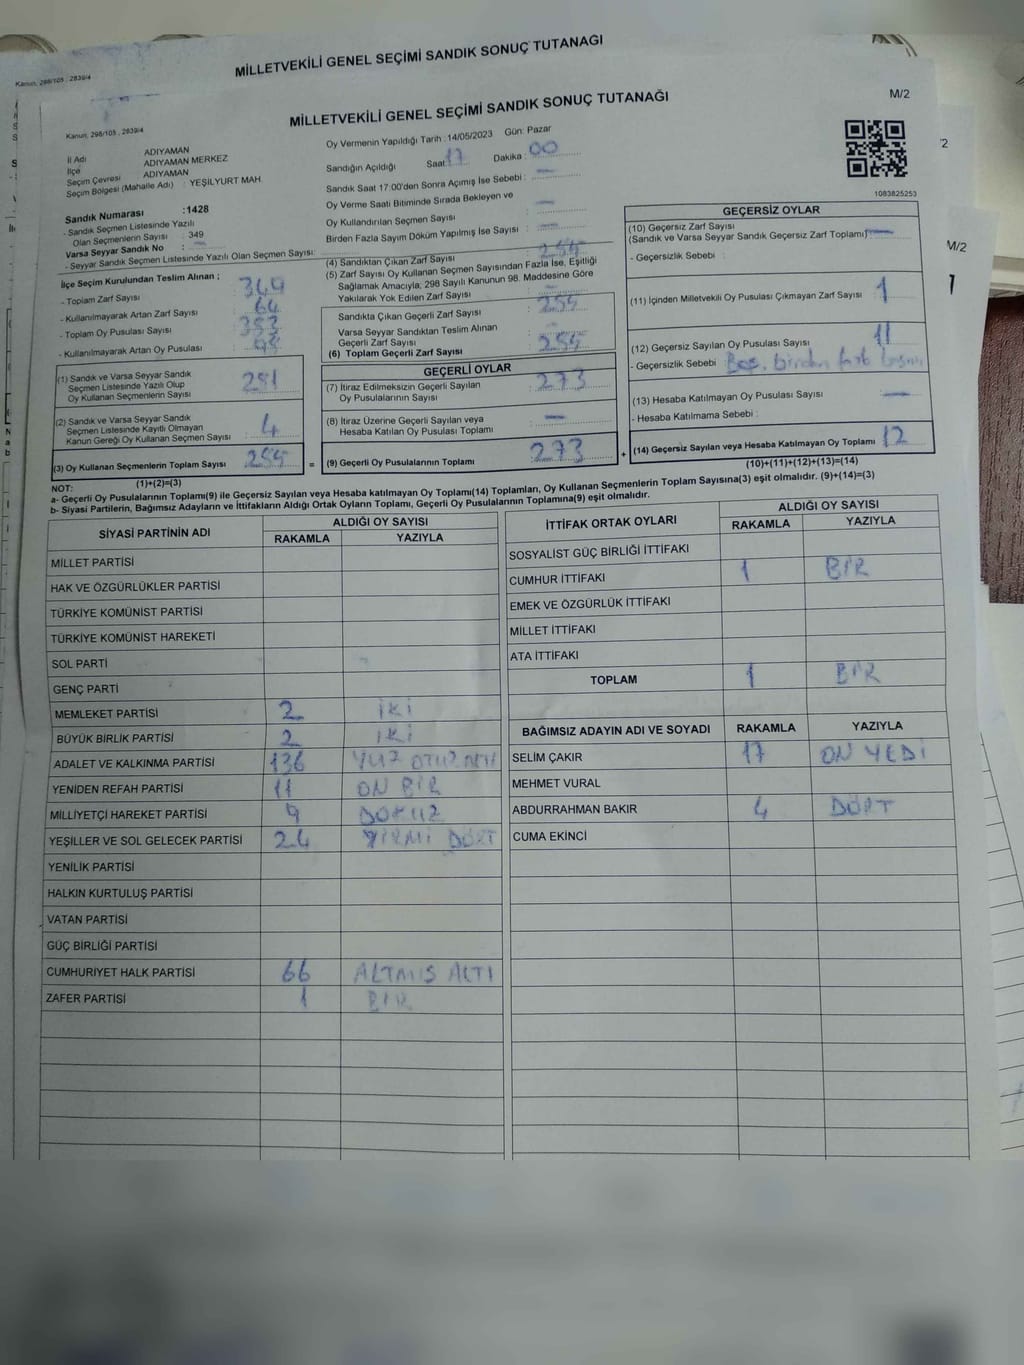 Kanun, 298/105 , 2839/4
MİLLETVEKİLİ GENEL SEÇİMİ SANDIK SONUÇ TUTANAĞI
MİLLETVEKİLİ GENEL SEÇİMİ SANDIK SONUÇ TUTANAĞI
M/2
Kanun, 298/105 , 2839/4
İl Adı ADIYAMAN
İlçe ADIYAMAN MERKEZ
Seçim Çevresi ADIYAMAN
Seçim Bölgesi (Mahalle Adı) : YEŞİLYURT MAH.
Sandık Numarası :1428
- Sandık Seçmen Listesinde Yazılı
Olan Seçmenlerin Sayısı : 349
Varsa Seyyar Sandık No : -
- Seyyar Sandık Seçmen Listesinde Yazılı Olan Seçmen Sayısı:
Oy Vermenin Yapıldığı Tarih :14/05/2023 Gün: Pazar
Sandığın Açıldığı Saat: 17 Dakika : 00
Sandık Saat 17:00'den Sonra Açımış İse Sebebi : -
Oy Verme Saati Bitiminde Sırada Bekleyen ve
Oy Kullandırılan Seçmen Sayısı : -
Birden Fazla Sayım Döküm Yapılmış İse Sayısı : -
1083825253
İlçe Seçim Kurulundan Teslim Alınan ;
- Toplam Zarf Sayısı 349
- Kullanılmayarak Artan Zarf Sayısı 64
- Toplam Oy Pusulası Sayısı 353
- Kullanılmayarak Artan Oy Pusulası
(1) Sandık ve Varsa Seyyar Sandık
Seçmen Listesinde Yazılı Olup
Oy Kullanan Seçmenlerin Sayısı 281
(2) Sandık ve Varsa Seyyar Sandık
Seçmen Listesinde Kayıtlı Olmayan
Kanun Gereği Oy Kullanan Seçmen Sayısı 4
(3) Oy Kullanan Seçmenlerin Toplam Sayısı 285
(1)+(2)=(3)
(4) Sandıktan Çıkan Zarf Sayısı : 285
(5) Zarf Sayısı Oy Kullanan Seçmen Sayısından Fazla İse, Eşitliği
Sağlamak Amacıyla; 298 Sayılı Kanunun 98. Maddesine Göre
Yakılarak Yok Edilen Zarf Sayısı : -
Sandıkta Çıkan Geçerli Zarf Sayısı : 285
Varsa Seyyar Sandıktan Teslim Alınan
Geçerli Zarf Sayısı
(6) Toplam Geçerli Zarf Sayısı : 285
GEÇERLİ OYLAR
(7) İtiraz Edilmeksizin Geçerli Sayılan
Oy Pusulalarının Sayısı : 273
(8) İtiraz Üzerine Geçerli Sayılan veya
Hesaba Katılan Oy Pusulası Toplamı : -
= (9) Geçerli Oy Pusulalarının Toplamı : 273
GEÇERSİZ OYLAR
(10) Geçersiz Zarf Sayısı
(Sandık ve Varsa Seyyar Sandık Geçersiz Zarf Toplamı): -
- Geçersizlik Sebebi :
(11) İçinden Milletvekili Oy Pusulası Çıkmayan Zarf Sayısı : 1
(12) Geçersiz Sayılan Oy Pusulası Sayısı : 11
- Geçersizlik Sebebi : Boş, birden
(13) Hesaba Katılmayan Oy Pusulası Sayısı : -
- Hesaba Katılmama Sebebi :
+ (14) Geçersiz Sayılan veya Hesaba Katılmayan Oy Toplamı : 12
(10)+(11)+(12)+(13)=(14)
NOT:
a- Geçerli Oy Pusulalarının Toplamı(9) ile Geçersiz Sayılan veya Hesaba katılmayan Oy Toplamı(14) Toplamları, Oy Kullanan Seçmenlerin Toplam Sayısına(3) eşit olmalıdır. (9)+(14)=(3)
b- Siyasi Partilerin, Bağımsız Adayların ve İttifakların Aldığı Ortak Oyların Toplamı, Geçerli Oy Pusulalarının Toplamına(9) eşit olmalıdır.
SİYASİ PARTİNİN ADI ALDIĞI OY SAYISI
RAKAMLA YAZIYLA
MİLLET PARTİSİ
HAK VE ÖZGÜRLÜKLER PARTİSİ
TÜRKİYE KOMÜNİST PARTİSİ
TÜRKİYE KOMÜNİST HAREKETİ
SOL PARTİ
GENÇ PARTİ
MEMLEKET PARTİSİ 2 İKİ
BÜYÜK BİRLİK PARTİSİ 2 İKİ
ADALET VE KALKINMA PARTİSİ 136 YÜZ OTUZ ALTI
YENİDEN REFAH PARTİSİ 11 ON BİR
MİLLİYETÇİ HAREKET PARTİSİ 9 DOKUZ
YEŞİLLER VE SOL GELECEK PARTİSİ 24 YİRMİ DÖRT
YENİLİK PARTİSİ
HALKIN KURTULUŞ PARTİSİ
VATAN PARTİSİ
GÜÇ BİRLİĞİ PARTİSİ
CUMHURİYET HALK PARTİSİ 66 ALTMIŞ ALTI
ZAFER PARTİSİ 1 BİR
İTTİFAK ORTAK OYLARI ALDIĞI OY SAYISI
RAKAMLA YAZIYLA
SOSYALİST GÜÇ BİRLİĞİ İTTİFAKI
CUMHUR İTTİFAKI 1 BİR
EMEK VE ÖZGÜRLÜK İTTİFAKI
MİLLET İTTİFAKI
ATA İTTİFAKI
TOPLAM 1 BİR
BAĞIMSIZ ADAYIN ADI VE SOYADI RAKAMLA YAZIYLA
SELİM ÇAKIR 17 ON YEDİ
MEHMET VURAL
ABDURRAHMAN BAKIR 4 DÖRT
CUMA EKİNCİ
M/2